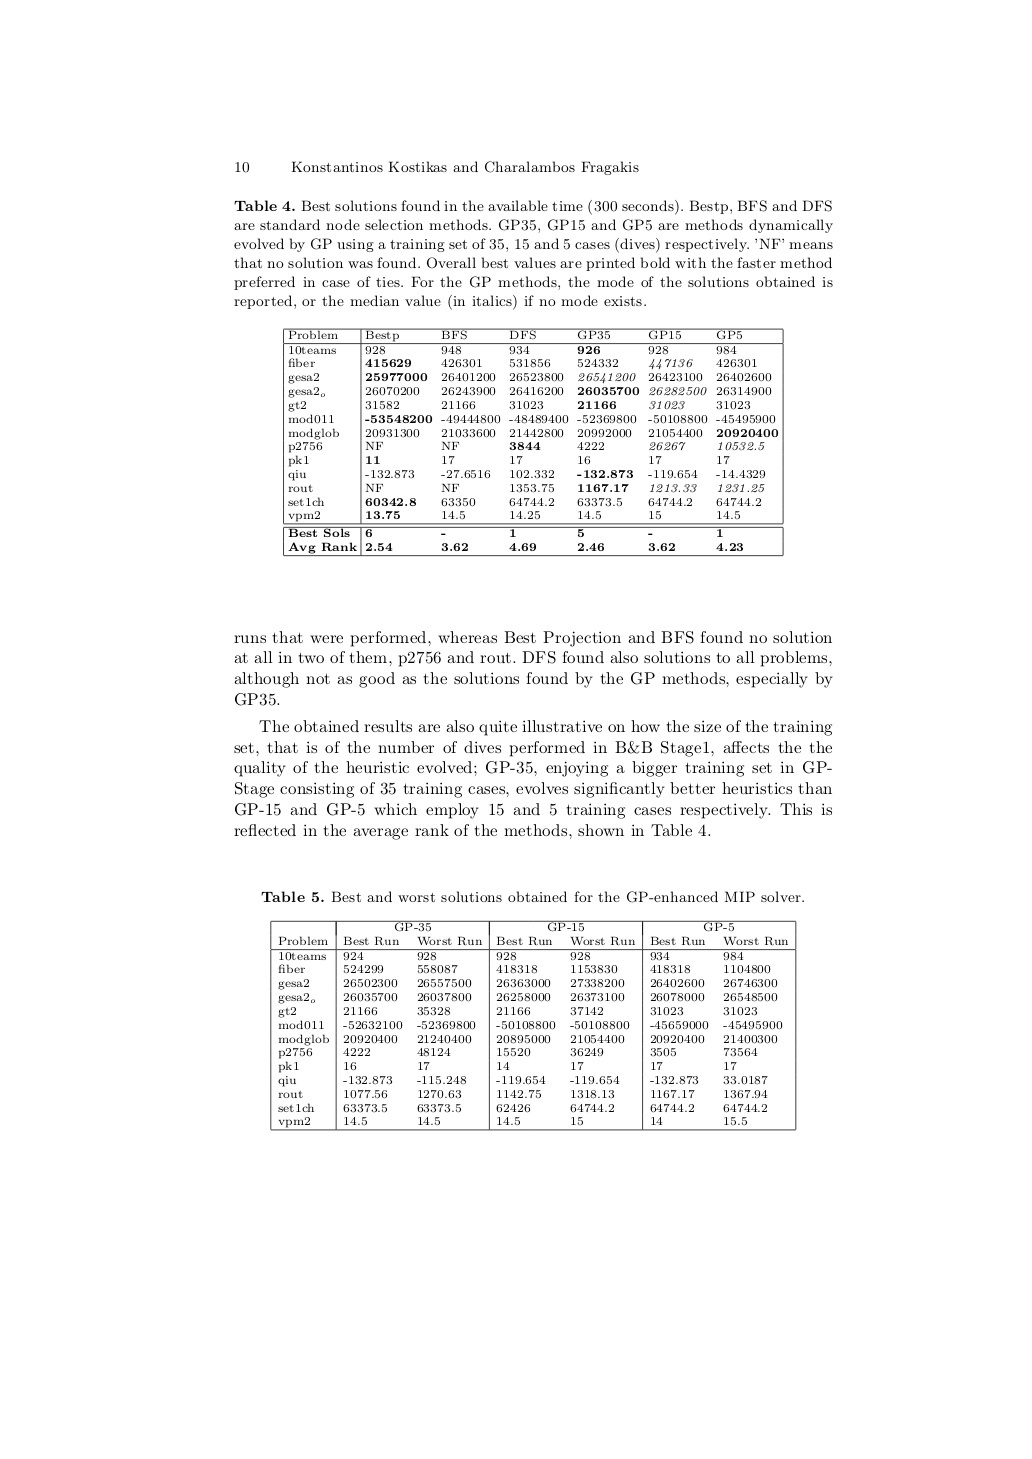 10 Konstantinos Kostikas and Charalambos Fragakis
Table 4. Best solutions found in the available time (300 seconds). Bestp, BFS and DFS
are standard node selection methods. GP35, GP15 and GP5 are methods dynamically
evolved by GP using a training set of 35, 15 and 5 cases (dives) respectively. 'NF' means
that no solution was found. Overall best values are printed bold with the faster method
preferred in case of ties. For the GP methods, the mode of the solutions obtained is
reported, or the median value (in italics) if no mode exists.
Problem Bestp BFS DFS GP35 GP15 GP5
10teams 928 948 934 926 928 984
fiber 415629 426301 531856 524332 447136 426301
gesa2 25977000 26401200 26523800 26541200 26423100 26402600
gesa2_o 26070200 26243900 26416200 26035700 26282500 26314900
gt2 31582 21166 31023 21166 31023 31023
mod011 -53548200 -49444800 -48489400 -52369800 -50108800 -45495900
modglob 20931300 21033600 21442800 20992000 21054400 20920400
p2756 NF NF 3844 4222 26267 10532.5
pk1 11 17 17 16 17 17
qiu -132.873 -27.6516 102.332 -132.873 -119.654 -14.4329
rout NF NF 1353.75 1167.17 1213.33 1231.25
set1ch 60342.8 63350 64744.2 63373.5 64744.2 64744.2
vpm2 13.75 14.5 14.25 14.5 15 14.5
Best Sols 6 - 1 5 - 1
Avg Rank 2.54 3.62 4.69 2.46 3.62 4.23
runs that were performed, whereas Best Projection and BFS found no solution
at all in two of them, p2756 and rout. DFS found also solutions to all problems,
although not as good as the solutions found by the GP methods, especially by
GP35.
The obtained results are also quite illustrative on how the size of the training
set, that is of the number of dives performed in B&B Stage1, affects the the
quality of the heuristic evolved; GP-35, enjoying a bigger training set in GP-
Stage consisting of 35 training cases, evolves significantly better heuristics than
GP-15 and GP-5 which employ 15 and 5 training cases respectively. This is
reflected in the average rank of the methods, shown in Table 4.
Table 5. Best and worst solutions obtained for the GP-enhanced MIP solver.
GP-35 GP-15 GP-5
Problem Best Run Worst Run Best Run Worst Run Best Run Worst Run
10teams 924 928 928 928 934 984
fiber 524299 558087 418318 1153830 418318 1104800
gesa2 26502300 26557500 26363000 27338200 26402600 26746300
gesa2_o 26035700 26037800 26258000 26373100 26078000 26548500
gt2 21166 35328 21166 37142 31023 31023
mod011 -52632100 -52369800 -50108800 -50108800 -45659000 -45495900
modglob 20920400 21240400 20895000 21054400 20920400 21400300
p2756 4222 48124 15520 36249 3505 73564
pk1 16 17 14 17 17 17
qiu -132.873 -115.248 -119.654 -119.654 -132.873 33.0187
rout 1077.56 1270.63 1142.75 1318.13 1167.17 1367.94
set1ch 63373.5 63373.5 62426 64744.2 64744.2 64744.2
vpm2 14.5 14.5 14.5 15 14 15.5